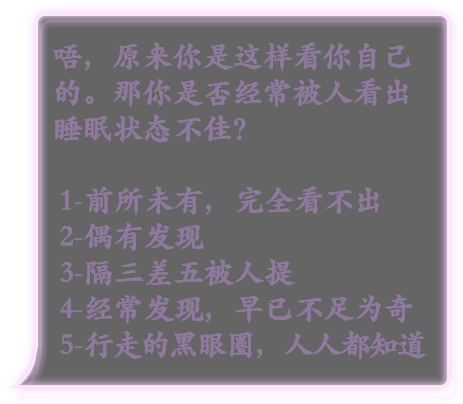 唔，原来你是这样看你自己
的。那你是否经常被人看出
睡眠状态不佳？
1-前所未有，完全看不出
2-偶有发现
3-隔三差五被人提
4-经常发现，早已不足为奇
5-行走的黑眼圈，人人都知道